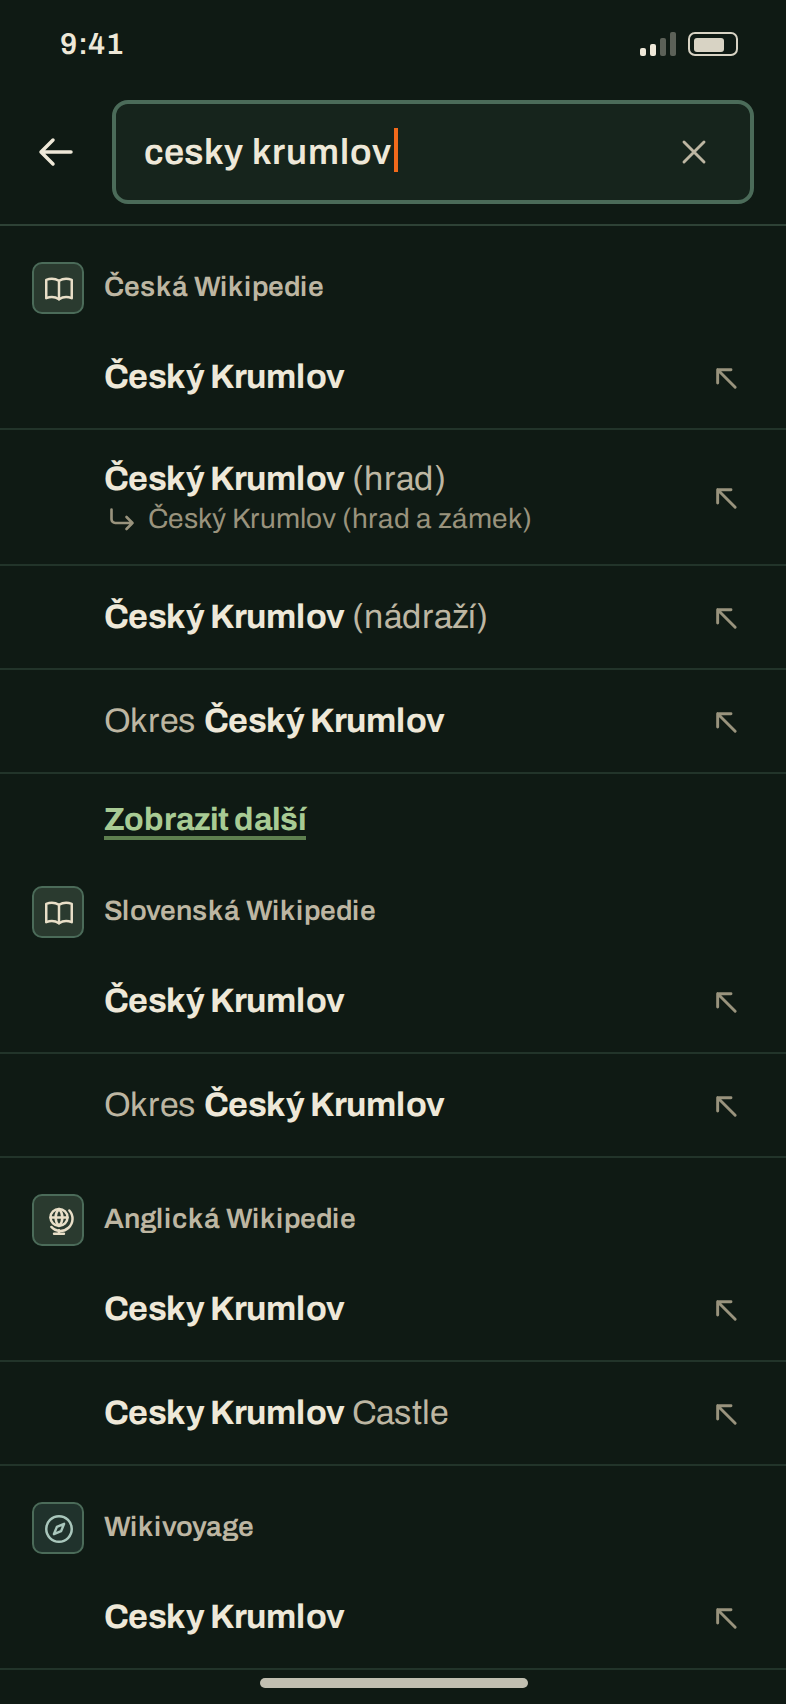 9:41
cesky krumlov
Česká Wikipedie
Český Krumlov
Český Krumlov (hrad)
Český Krumlov (hrad a zámek)
Český Krumlov (nádraží)
Okres Český Krumlov
Zobrazit další
Slovenská Wikipedie
Český Krumlov
Okres Český Krumlov
Anglická Wikipedie
Cesky Krumlov
Cesky Krumlov Castle
Wikivoyage
Cesky Krumlov